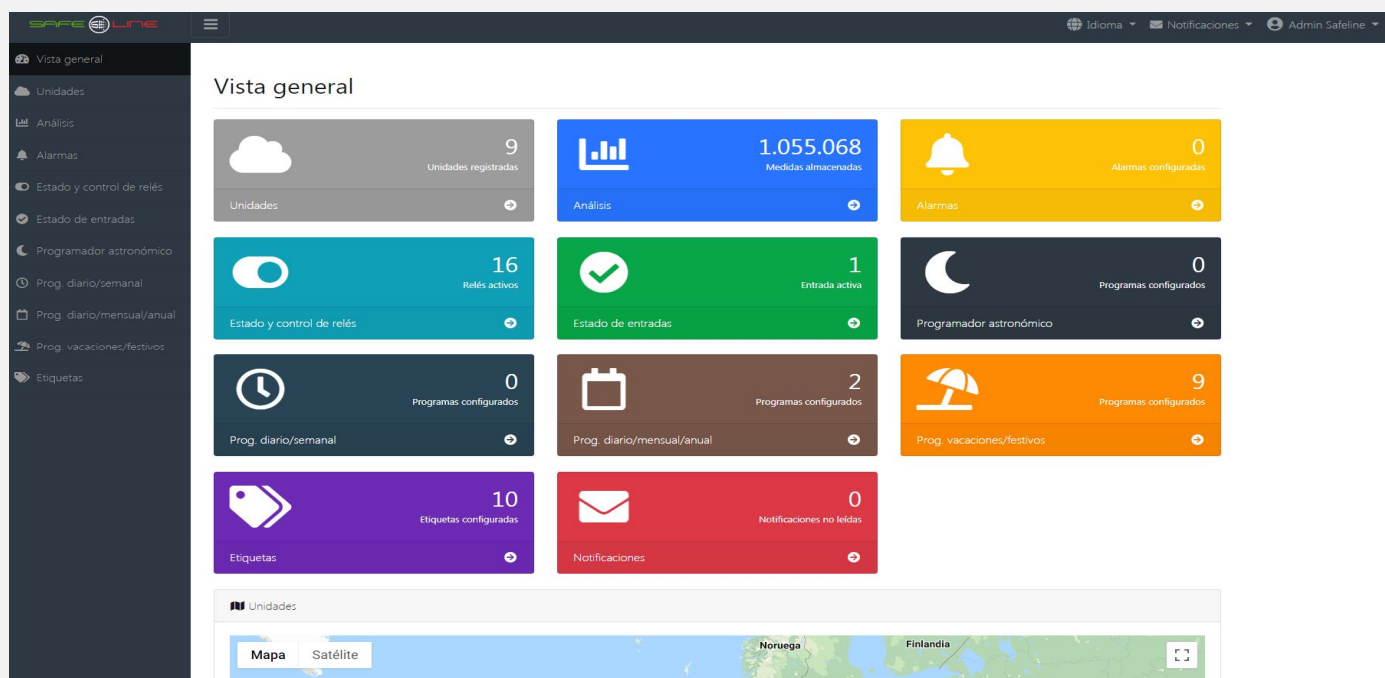 SAFE LINE
Idioma
Notificaciones
Admin Safeline
Vista general
Unidades
Análisis
Alarmas
Estado y control de relés
Estado de entradas
Programador astronómico
Prog. diario/semanal
Prog. diario/mensual/anual
Prog. vacaciones/festivos
Etiquetas
Vista general
9
Unidades registradas
Unidades
1.055.068
Medidas almacenadas
Análisis
0
Alarmas configuradas
Alarmas
16
Relés activos
Estado y control de relés
1
Entrada activa
Estado de entradas
0
Programas configurados
Programador astronómico
0
Programas configurados
Prog. diario/semanal
2
Programas configurados
Prog. diario/mensual/anual
9
Programas configurados
Prog. vacaciones/festivos
10
Etiquetas configuradas
Etiquetas
0
Notificaciones no leídas
Notificaciones
Unidades
Mapa
Satélite
Noruega
Finlandia